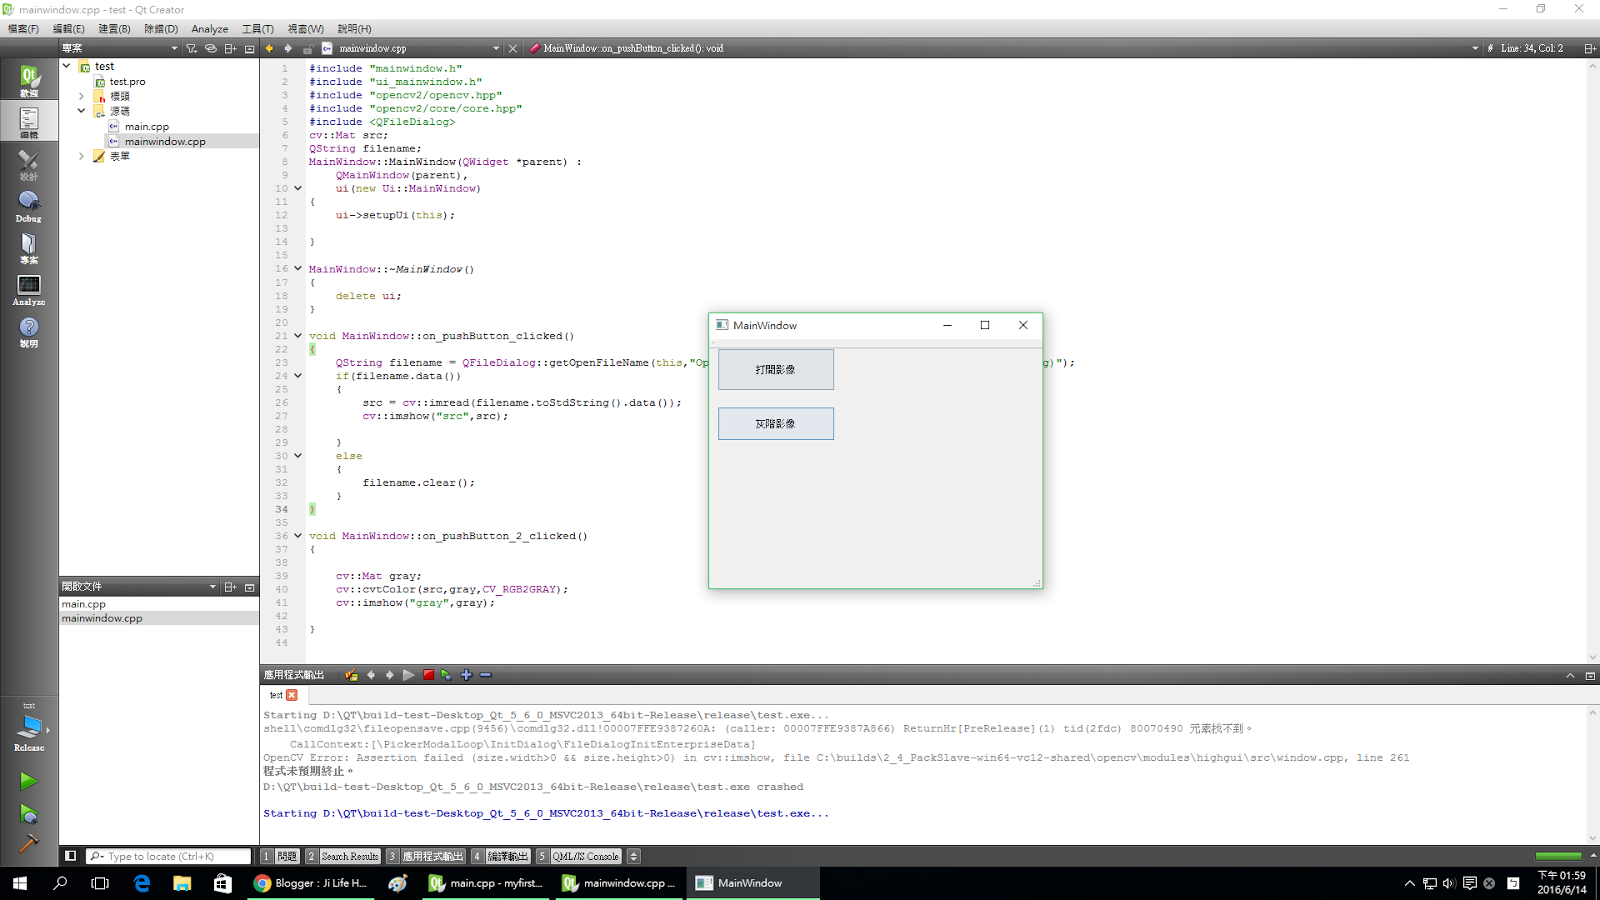 mainwindow.cpp - test - Qt Creator
檔案(F) 編輯(E) 建置(B) 除錯(D) Analyze 工具(T) 視窗(W) 說明(H)
專案
mainwindow.cpp
MainWindow::on_pushButton_clicked(): void
# Line: 34, Col: 2
歡迎
編輯
設計
Debug
專案
Analyze
說明
test
test.pro
標頭
源碼
main.cpp
mainwindow.cpp
表單
1 #include "mainwindow.h"
2 #include "ui_mainwindow.h"
3 #include "opencv2/opencv.hpp"
4 #include "opencv2/core/core.hpp"
5 #include <QFileDialog>
6 cv::Mat src;
7 QString filename;
8 MainWindow::MainWindow(QWidget *parent) :
9 QMainWindow(parent),
10 ui(new Ui::MainWindow)
11 {
12 ui->setupUi(this);
13
14 }
15
16 MainWindow::~MainWindow()
17 {
18 delete ui;
19 }
20
21 void MainWindow::on_pushButton_clicked()
22 {
23 QString filename = QFileDialog::getOpenFileName(this,"Op g)");
24 if(filename.data())
25 {
26 src = cv::imread(filename.toStdString().data());
27 cv::imshow("src",src);
28
29 }
30 else
31 {
32 filename.clear();
33 }
34 }
35
36 void MainWindow::on_pushButton_2_clicked()
37 {
38
39 cv::Mat gray;
40 cv::cvtColor(src,gray,CV_RGB2GRAY);
41 cv::imshow("gray",gray);
42
43 }
44
MainWindow
打開影像
灰階影像
開啟文件
main.cpp
mainwindow.cpp
test
Release
應用程式輸出
test
Starting D:\QT\build-test-Desktop_Qt_5_6_0_MSVC2013_64bit-Release\release\test.exe...
shell\comdlg32\fileopensave.cpp(9456)\comdlg32.dll!00007FFE9387260A: (caller: 00007FFE9387A866) ReturnHr[PreRelease](1) tid(2fdc) 80070490 元素找不到。
CallContext:[\PickerModalLoop\InitDialog\FileDialogInitEnterpriseData]
OpenCV Error: Assertion failed (size.width>0 && size.height>0) in cv::imshow, file C:\builds\2_4_PackSlave-win64-vc12-shared\opencv\modules\highgui\src\window.cpp, line 261
程式未預期終止。
D:\QT\build-test-Desktop_Qt_5_6_0_MSVC2013_64bit-Release\release\test.exe crashed
Starting D:\QT\build-test-Desktop_Qt_5_6_0_MSVC2013_64bit-Release\release\test.exe...
Type to locate (Ctrl+K)
1 問題 2 Search Results 3 應用程式輸出 4 編譯輸出 5 QML/JS Console
Blogger : Ji Life H...
main.cpp - myfirst...
mainwindow.cpp ...
MainWindow
下午 01:59
2016/6/14